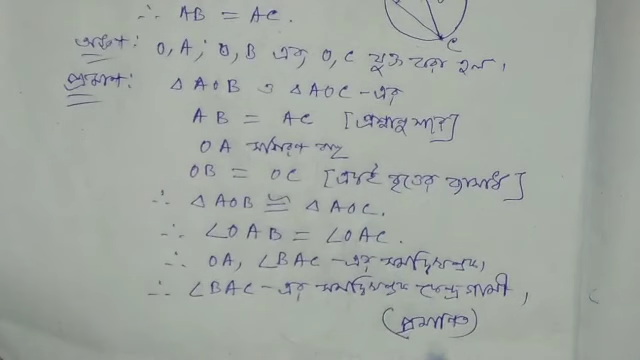 ∴ AB = AC.
C
অঙ্কন: O, A; O, B এবং O, C যুক্ত করা হল।
প্রমাণ: △AOB ও △AOC-এর
AB = AC [প্রশ্নানুসারে]
OA সাধারণ বাহু
OB = OC [একই বৃত্তের ব্যাসার্ধ]
∴ △AOB ≅ △AOC.
∴ ∠OAB = ∠OAC.
∴ OA, ∠BAC-এর সমদ্বিখণ্ডক।
∴ ∠BAC-এর সমদ্বিখণ্ডক কেন্দ্রগামী,
(প্রমাণিত)